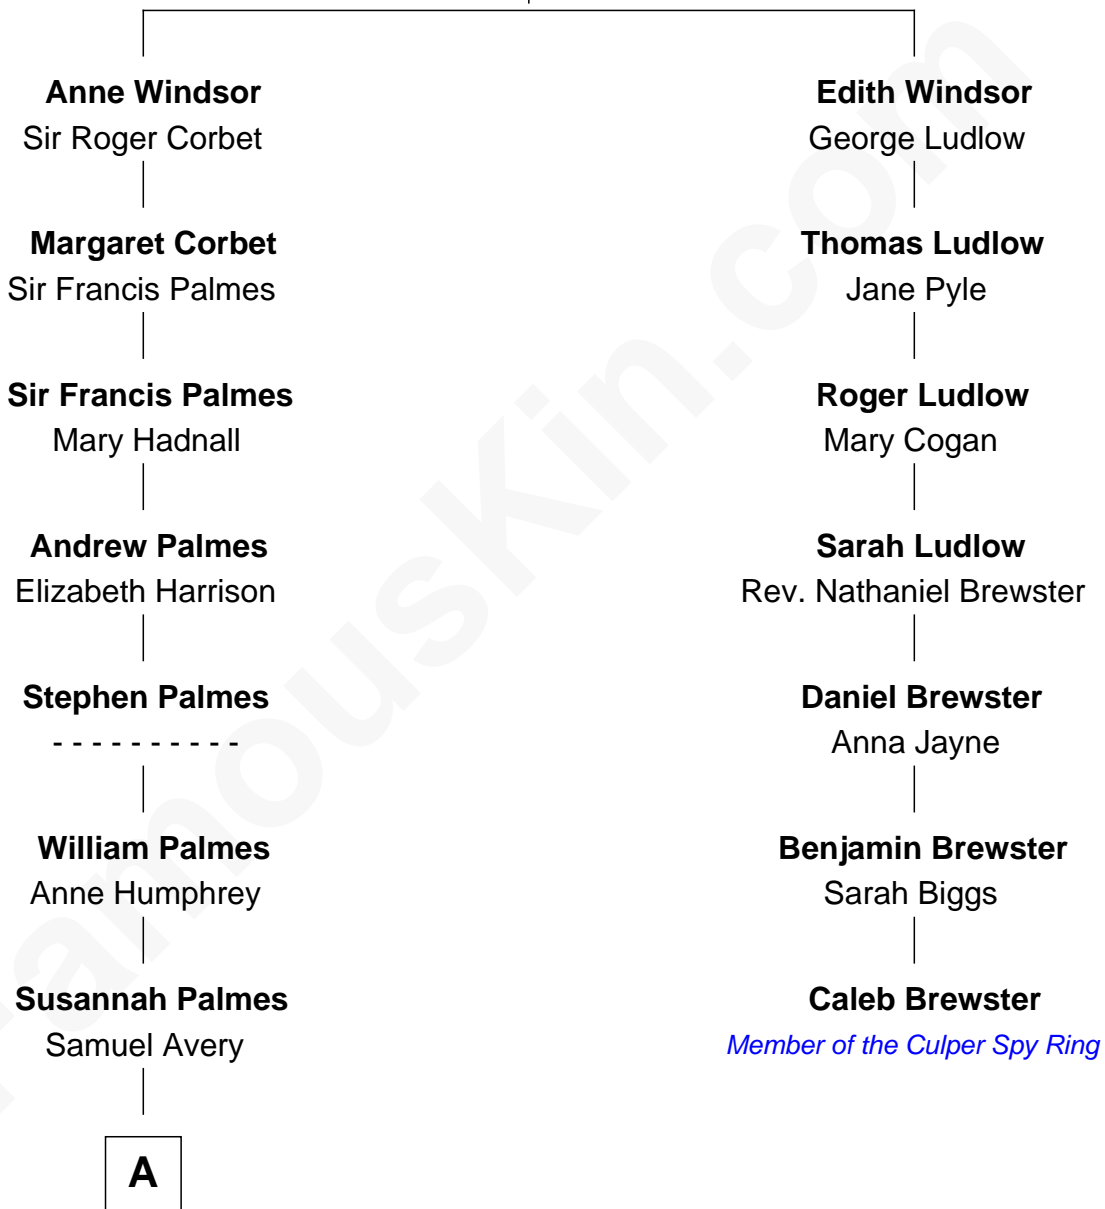 Anne Windsor
Sir Roger Corbet
Margaret Corbet
Sir Francis Palmes
Sir Francis Palmes
Mary Hadnall
Andrew Palmes
Elizabeth Harrison
Stephen Palmes
- - - - - - - - - -
William Palmes
Anne Humphrey
Susannah Palmes
Samuel Avery
A
Edith Windsor
George Ludlow
Thomas Ludlow
Jane Pyle
Roger Ludlow
Mary Cogan
Sarah Ludlow
Rev. Nathaniel Brewster
Daniel Brewster
Anna Jayne
Benjamin Brewster
Sarah Biggs
Caleb Brewster
Member of the Culper Spy Ring
FamousKin.com